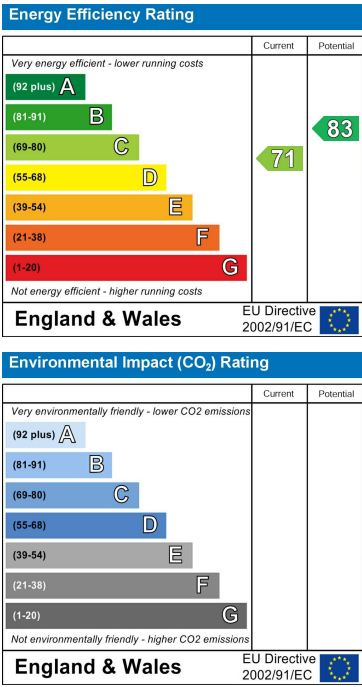 Energy Efficiency Rating
Current Potential
Very energy efficient - lower running costs
(92 plus) A
(81-91) B
(69-80) C
(55-68) D
(39-54) E
(21-38) F
(1-20) G
71
83
Not energy efficient - higher running costs
England & Wales
EU Directive
2002/91/EC
Environmental Impact (CO₂) Rating
Current Potential
Very environmentally friendly - lower CO2 emissions
(92 plus) A
(81-91) B
(69-80) C
(55-68) D
(39-54) E
(21-38) F
(1-20) G
Not environmentally friendly - higher CO2 emissions
England & Wales
EU Directive
2002/91/EC